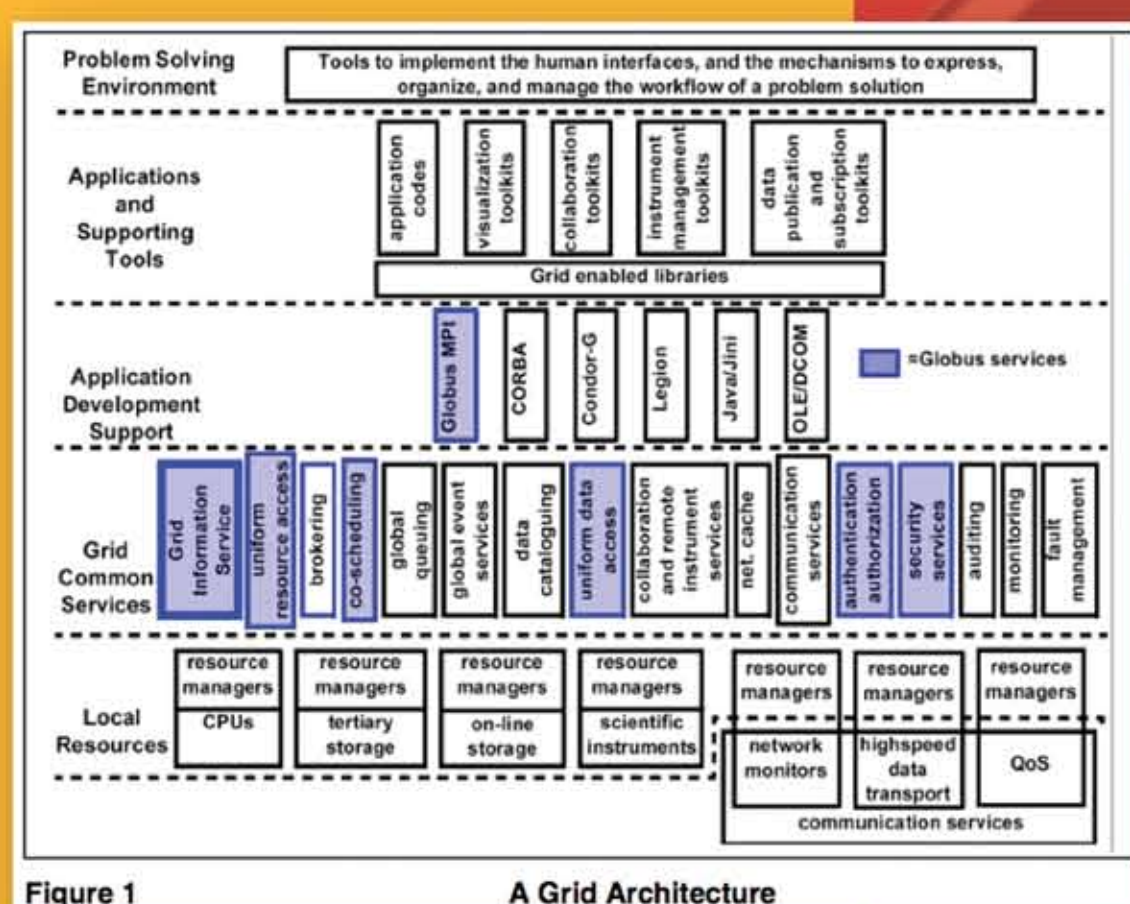 Problem Solving
Environment
Tools to implement the human interfaces, and the mechanisms to express,
organize, and manage the workflow of a problem solution
Applications
and
Supporting
Tools
application
codes
visualization
toolkits
collaboration
toolkits
instrument
management
toolkits
data
publication
and
subscription
toolkits
Grid enabled libraries
Application
Development
Support
Globus MPI
CORBA
Condor-G
Legion
Java/Jini
OLE/DCOM
=Globus services
Grid
Common
Services
Grid
Information
Service
uniform
resource access
brokering
co-scheduling
global
queuing
global event
services
data
cataloguing
uniform data
access
collaboration
and remote
instrument
services
net. cache
communication
services
authentication
authorization
security
services
auditing
monitoring
fault
management
Local
Resources
resource
managers
CPUs
resource
managers
tertiary
storage
resource
managers
on-line
storage
resource
managers
scientific
instruments
resource
managers
network
monitors
resource
managers
highspeed
data
transport
resource
managers
QoS
communication services
Figure 1
A Grid Architecture